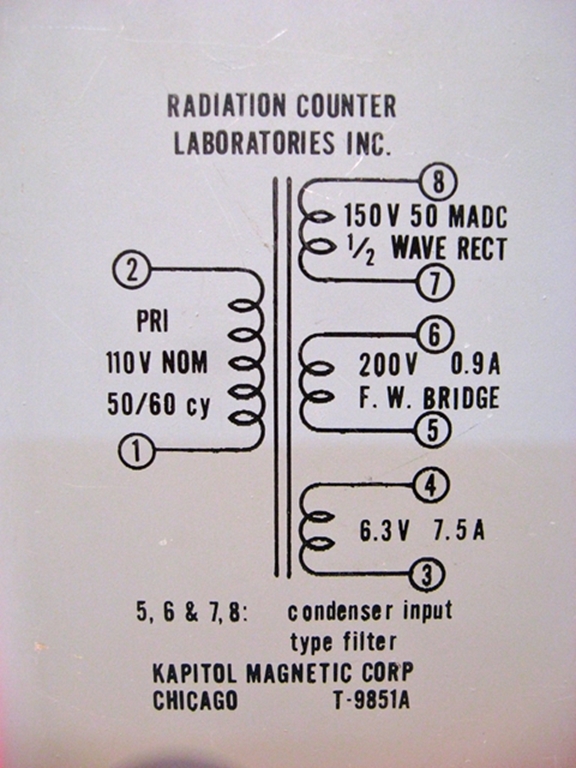 RADIATION COUNTER
LABORATORIES INC.
8
150V 50 MADC
1/2 WAVE RECT
7
2
PRI
110V NOM
50/60 cy
1
6
200V 0.9A
F. W. BRIDGE
5
4
6.3V 7.5A
3
5, 6 & 7, 8: condenser input
type filter
KAPITOL MAGNETIC CORP
CHICAGO T-9851A